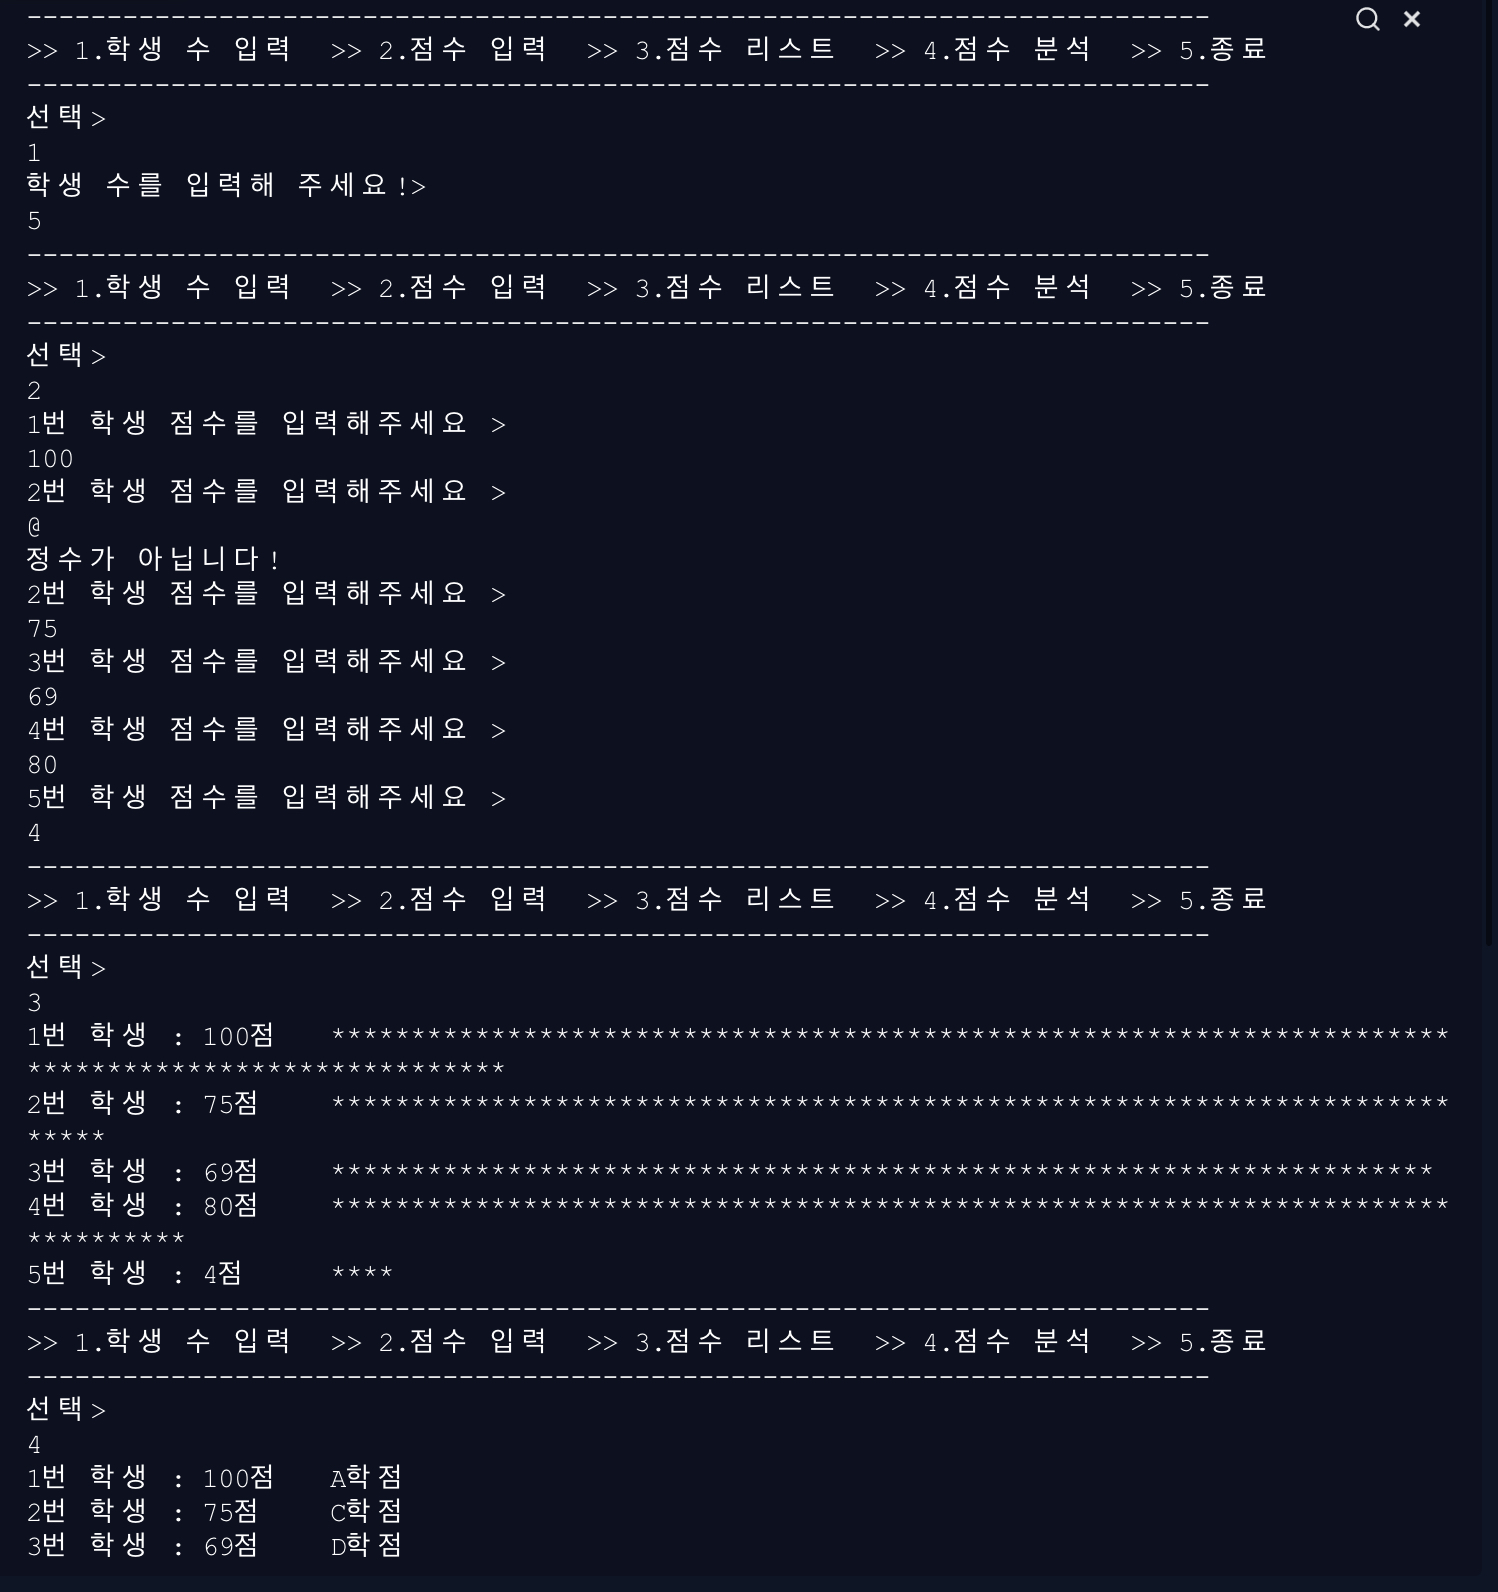 --------------------------------------------------------------------------
>> 1.학생 수 입력  >> 2.점수 입력  >> 3.점수 리스트  >> 4.점수 분석  >> 5.종료
--------------------------------------------------------------------------
선택>
1
학생 수를 입력해 주세요!>
5
--------------------------------------------------------------------------
>> 1.학생 수 입력  >> 2.점수 입력  >> 3.점수 리스트  >> 4.점수 분석  >> 5.종료
--------------------------------------------------------------------------
선택>
2
1번 학생 점수를 입력해주세요 >
100
2번 학생 점수를 입력해주세요 >
@
정수가 아닙니다!
2번 학생 점수를 입력해주세요 >
75
3번 학생 점수를 입력해주세요 >
69
4번 학생 점수를 입력해주세요 >
80
5번 학생 점수를 입력해주세요 >
4
--------------------------------------------------------------------------
>> 1.학생 수 입력  >> 2.점수 입력  >> 3.점수 리스트  >> 4.점수 분석  >> 5.종료
--------------------------------------------------------------------------
선택>
3
1번 학생 : 100점   **********************************************************************
******************************
2번 학생 : 75점    **********************************************************************
*****
3번 학생 : 69점    *********************************************************************
4번 학생 : 80점    **********************************************************************
**********
5번 학생 : 4점     ****
--------------------------------------------------------------------------
>> 1.학생 수 입력  >> 2.점수 입력  >> 3.점수 리스트  >> 4.점수 분석  >> 5.종료
--------------------------------------------------------------------------
선택>
4
1번 학생 : 100점   A학점
2번 학생 : 75점    C학점
3번 학생 : 69점    D학점